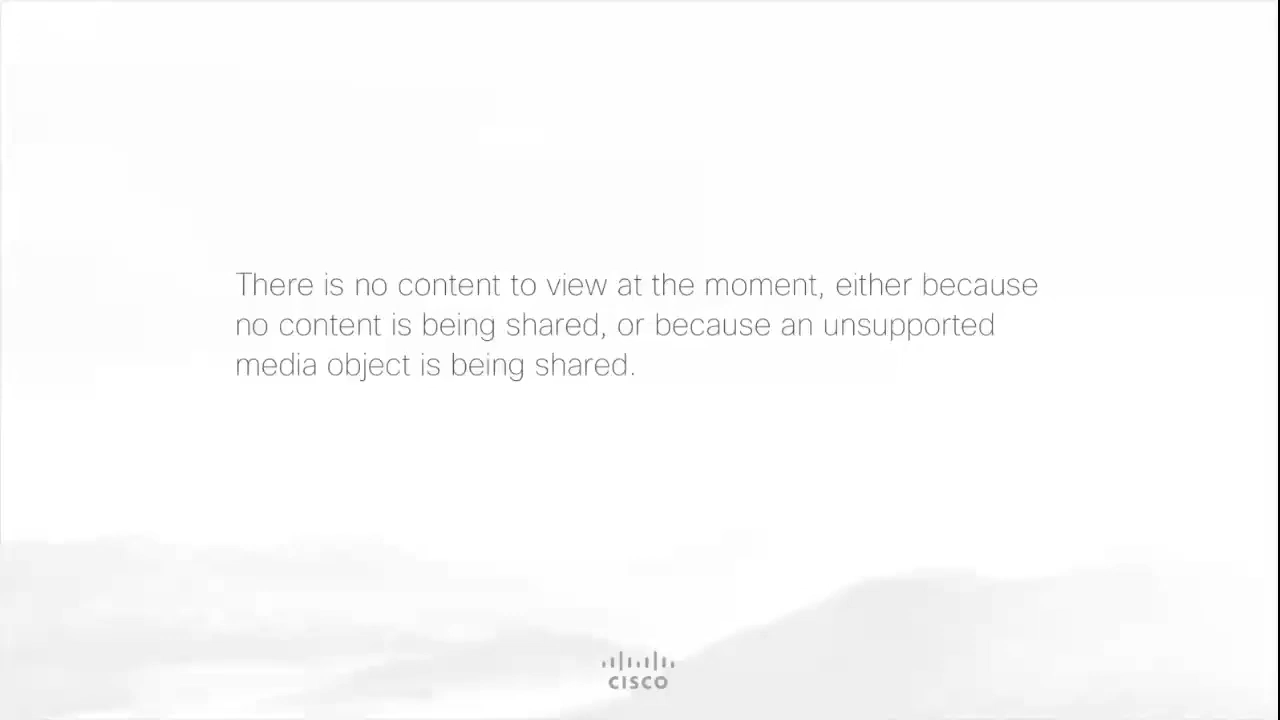 There is no content to view at the moment, either because
no content is being shared, or because an unsupported
media object is being shared.
CISCO